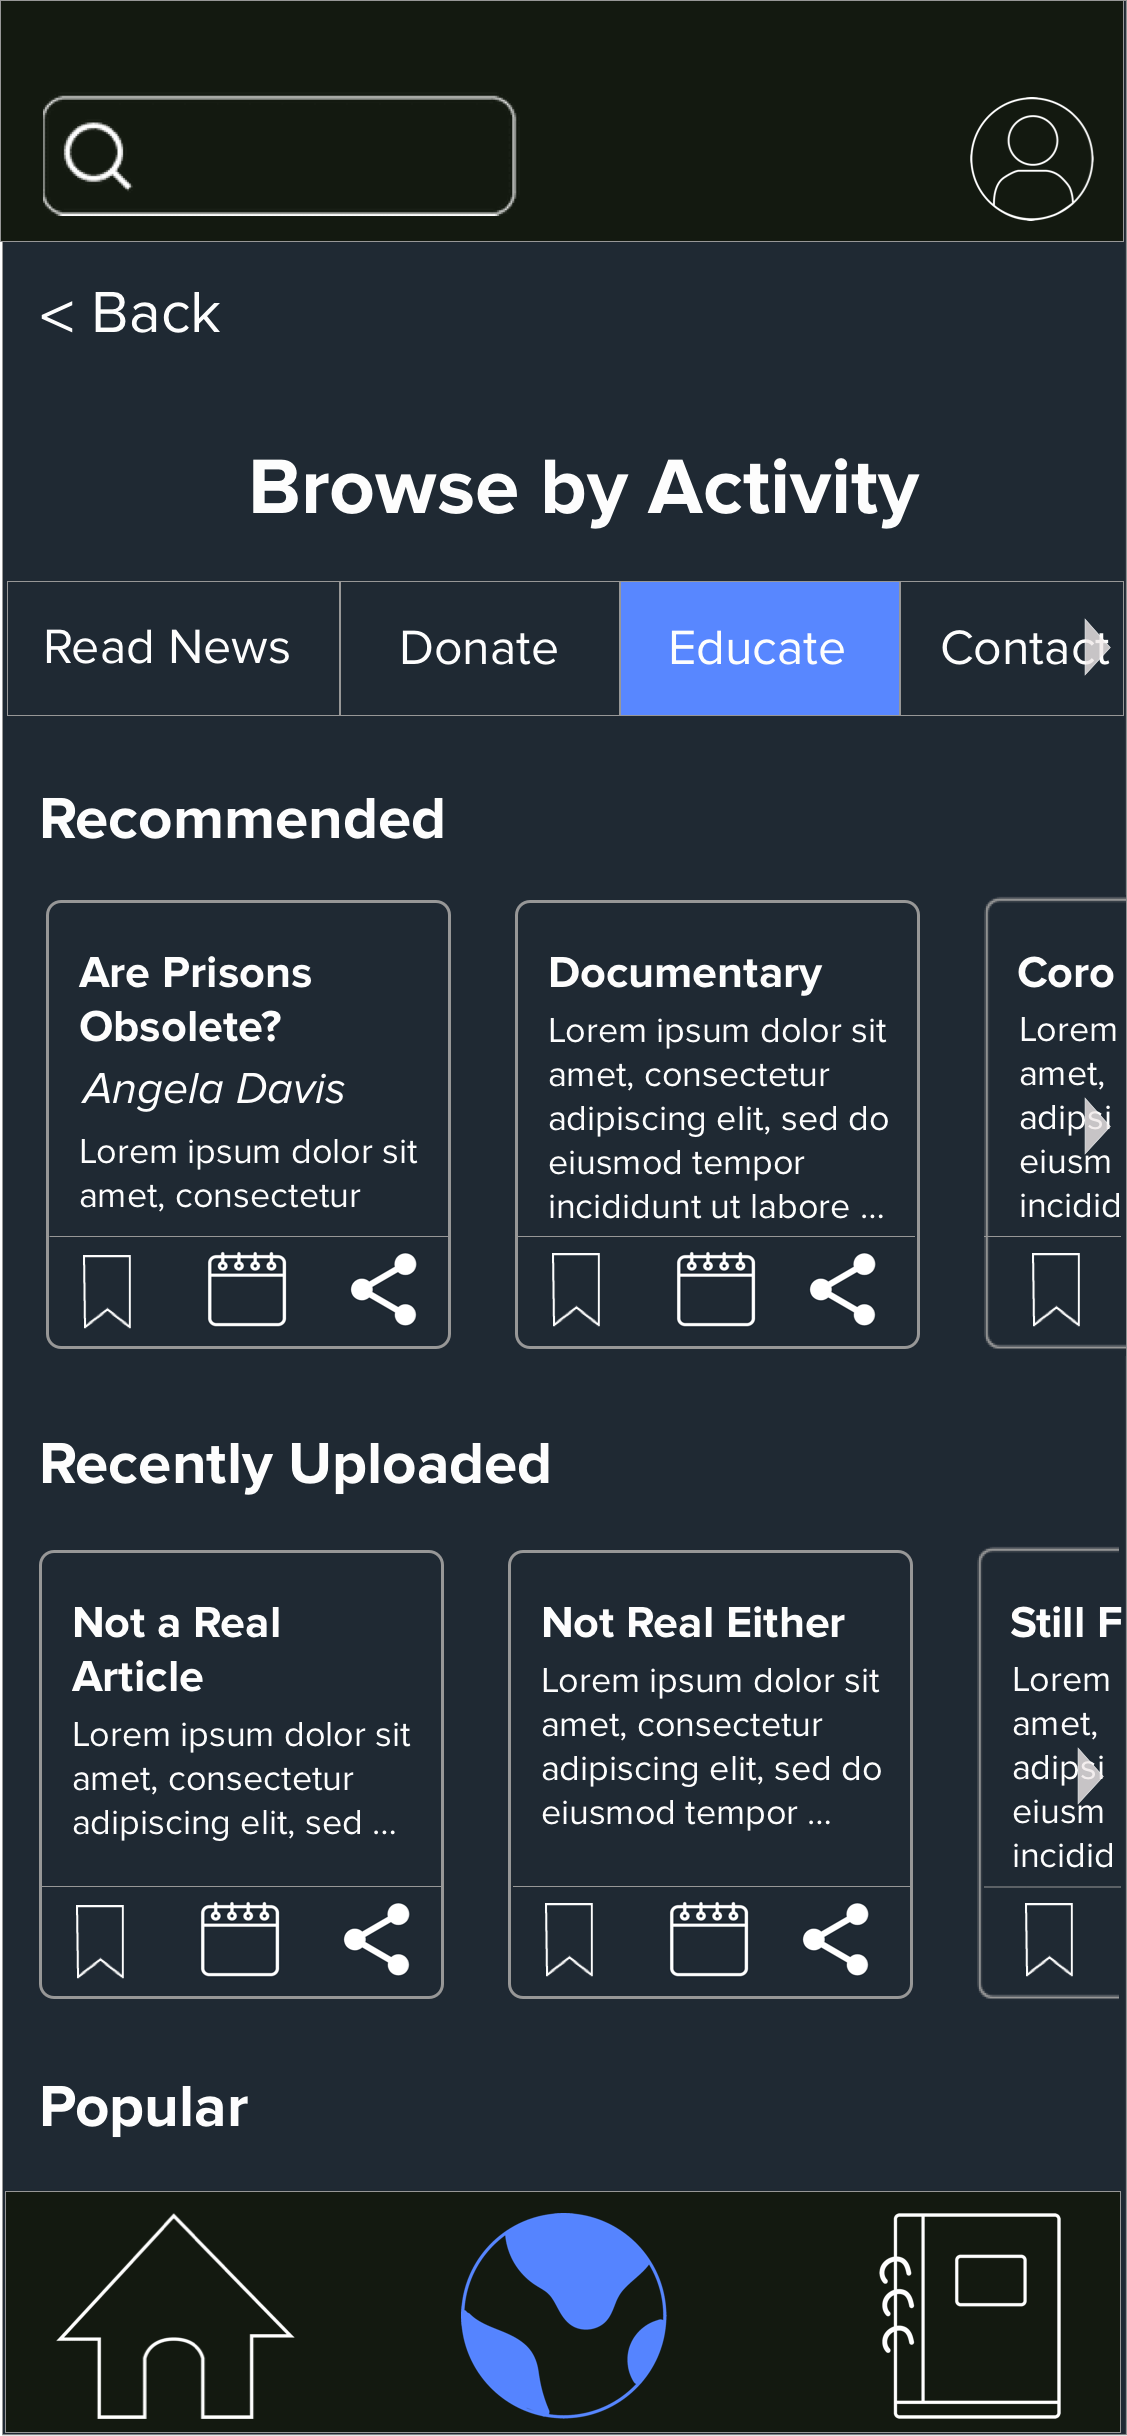 < Back
Browse by Activity
Read News
Donate
Educate
Contact
Recommended
Are Prisons
Obsolete?
Angela Davis
Lorem ipsum dolor sit
amet, consectetur
Documentary
Lorem ipsum dolor sit
amet, consectetur
adipiscing elit, sed do
eiusmod tempor
incididunt ut labore ...
Coro
Lorem
amet,
adipsi
eiusm
incidid
Recently Uploaded
Not a Real
Article
Lorem ipsum dolor sit
amet, consectetur
adipiscing elit, sed ...
Not Real Either
Lorem ipsum dolor sit
amet, consectetur
adipiscing elit, sed do
eiusmod tempor ...
Still F
Lorem
amet,
adipsi
eiusm
incidid
Popular